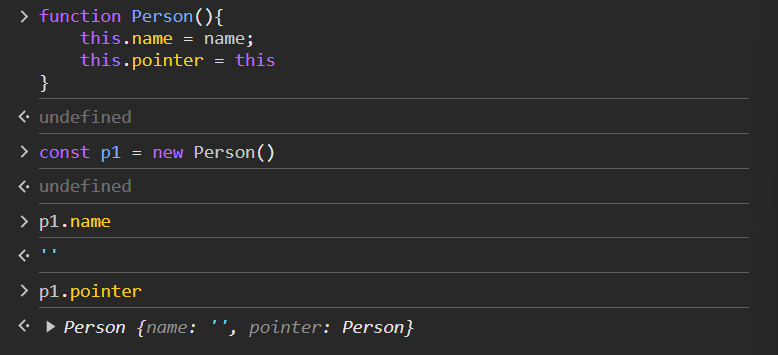 > function Person(){
    this.name = name;
    this.pointer = this
}
<· undefined
> const p1 = new Person()
<· undefined
> p1.name
<· ''
> p1.pointer
<· ▶ Person {name: '', pointer: Person}